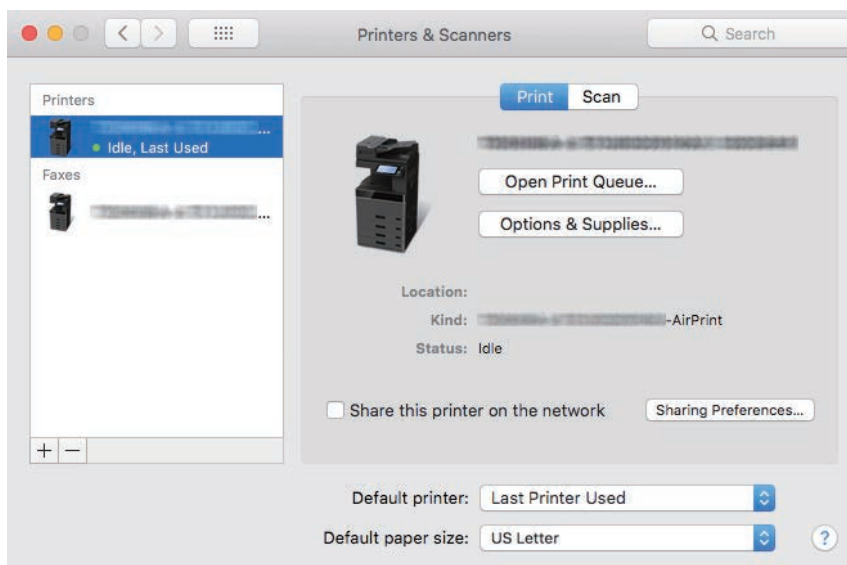 Printers & Scanners
Search
Printers
...
Idle, Last Used
Faxes
...
+ −
Print Scan
Open Print Queue...
Options & Supplies...
Location:
Kind: -AirPrint
Status: Idle
Share this printer on the network Sharing Preferences...
Default printer: Last Printer Used
Default paper size: US Letter ?